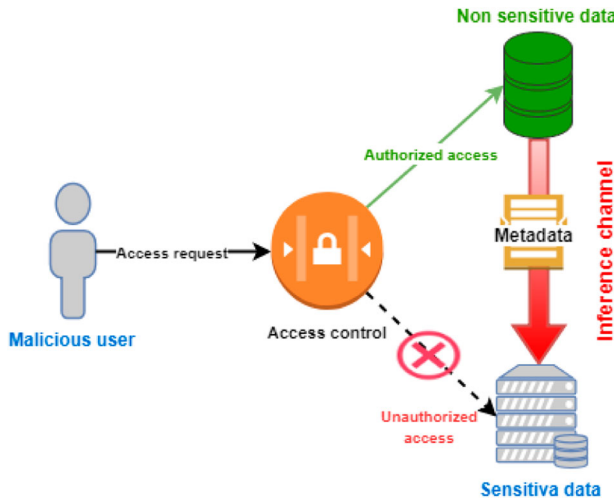 Non sensitive data
Authorized access
Metadata
Inference channel
Access request
Malicious user
Access control
Unauthorized
access
Sensitiva data